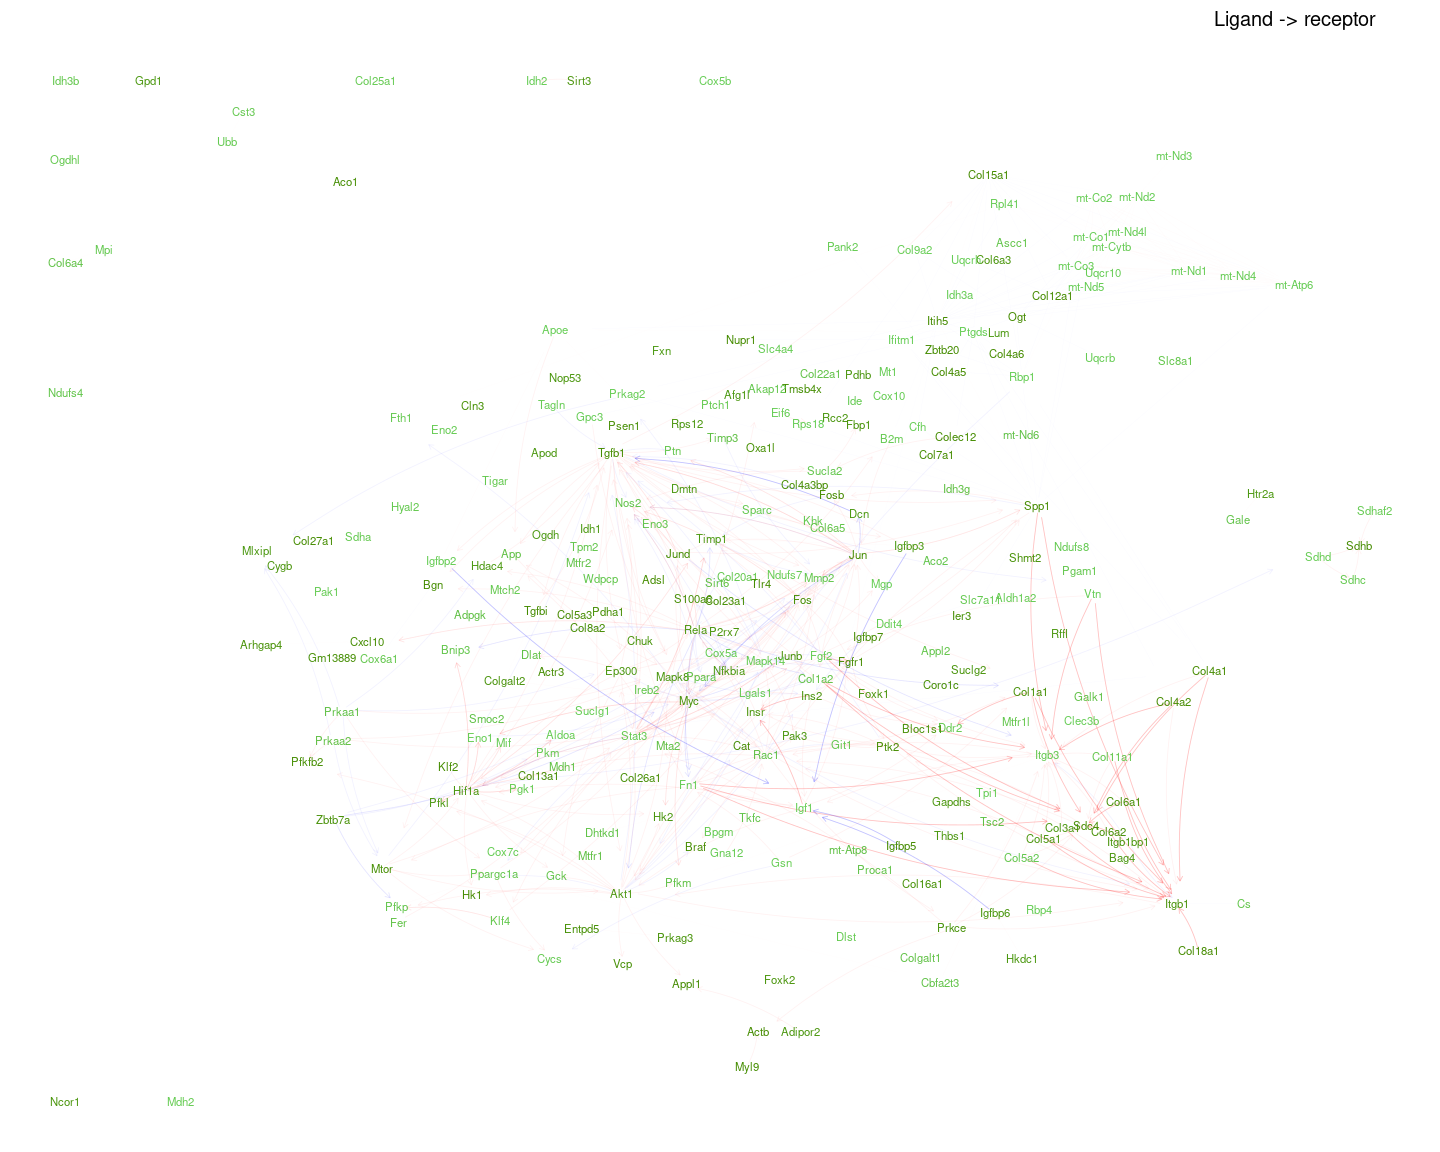 Ligand -> receptor
Idh3b
Gpd1
Col25a1
Idh2
Sirt3
Cox5b
Cst3
Ubb
Ogdhl
mt-Nd3
Aco1
Col15a1
mt-Co2
mt-Nd2
Rpl41
mt-Nd4l
mt-Co1
Ascc1
mt-Cytb
Pank2
Col9a2
Mpi
Col6a4
Col6a3
mt-Co3
Uqcr10
mt-Nd1
mt-Nd4
mt-Atp6
mt-Nd5
Idh3a
Col12a1
Ogt
Itih5
Apoe
Ptgds
Lum
Nupr1
Ifitm1
Slc4a4
Fxn
Zbtb20
Col4a6
Uqcrb
Slc8a1
Nop53
Col22a1
Pdhb
Mt1
Col4a5
Rbp1
Ndufs4
Prkag2
Afg1l
Akap12
Tmsb4x
Cox10
Cln3
Tagln
Ptch1
Ide
Fth1
Gpc3
Eif6
Rcc2
Eno2
Psen1
Rps12
Rps18
Fbp1
Cfh
Timp3
B2m
Colec12
mt-Nd6
Apod
Tgfb1
Ptn
Oxa1l
Col7a1
Sucla2
Tigar
Dmtn
Col4a3bp
Fosb
Idh3g
Htr2a
Hyal2
Nos2
Sparc
Dcn
Spp1
Sdhaf2
Eno3
Khk
Col6a5
Gale
Sdha
Ogdh
Idh1
Col27a1
Timp1
Mlxipl
Tpm2
Igfbp3
Ndufs8
Sdhb
App
Jund
Jun
Cygb
Igfbp2
Hdac4
Mtfr2
Aco2
Shmt2
Sdhd
Pgam1
Wdpcp
Adsl
Sirt6
Col20a1
Ndufs7
Mmp2
Sdhc
Bgn
Mtch2
Tlr4
Mgp
Pak1
Vtn
S100a6
Col23a1
Fos
Aldh1a2
Adpgk
Tgfbi
Col5a3
Pdha1
Ier3
Col8a2
Rela
P2rx7
Ddit4
Rffl
Arhgap4
Cxcl10
Chuk
Igfbp7
Bnip3
Gm13889
Cox6a1
Dlat
Cox5a
Mapk14
Junb
Fgf2
Fgfr1
Appl2
Colgalt2
Actr3
Ep300
Mapk8
Ppara
Nfkbia
Col1a2
Suclg2
Col4a1
Coro1c
Ireb2
Lgals1
Ins2
Foxk1
Col1a1
Galk1
Col4a2
Myc
Prkaa1
Suclg1
Insr
Smoc2
Mtfr1l
Clec3b
Bloc1s1
Ddr2
Eno1
Mif
Aldoa
Stat3
Pak3
Prkaa2
Mta2
Cat
Git1
Ptk2
Pkm
Rac1
Itgb3
Col11a1
Pfkfb2
Klf2
Mdh1
Col13a1
Col26a1
Hif1a
Pgk1
Fn1
Tpi1
Pfkl
Igf1
Gapdhs
Col6a1
Zbtb7a
Hk2
Tkfc
Tsc2
Dhtkd1
Bpgm
Thbs1
Col3a1
Sdc4
Col6a2
Col5a1
Itgb1bp1
Cox7c
Mtfr1
Braf
Gna12
mt-Atp8
Igfbp5
Col5a2
Bag4
Gsn
Mtor
Ppargc1a
Gck
Pfkm
Proca1
Col16a1
Hk1
Akt1
Pfkp
Itgb1
Cs
Fer
Klf4
Igfbp6
Rbp4
Entpd5
Prkag3
Dlst
Prkce
Col18a1
Cycs
Vcp
Colgalt1
Hkdc1
Appl1
Foxk2
Cbfa2t3
Actb
Adipor2
Myl9
Ncor1
Mdh2